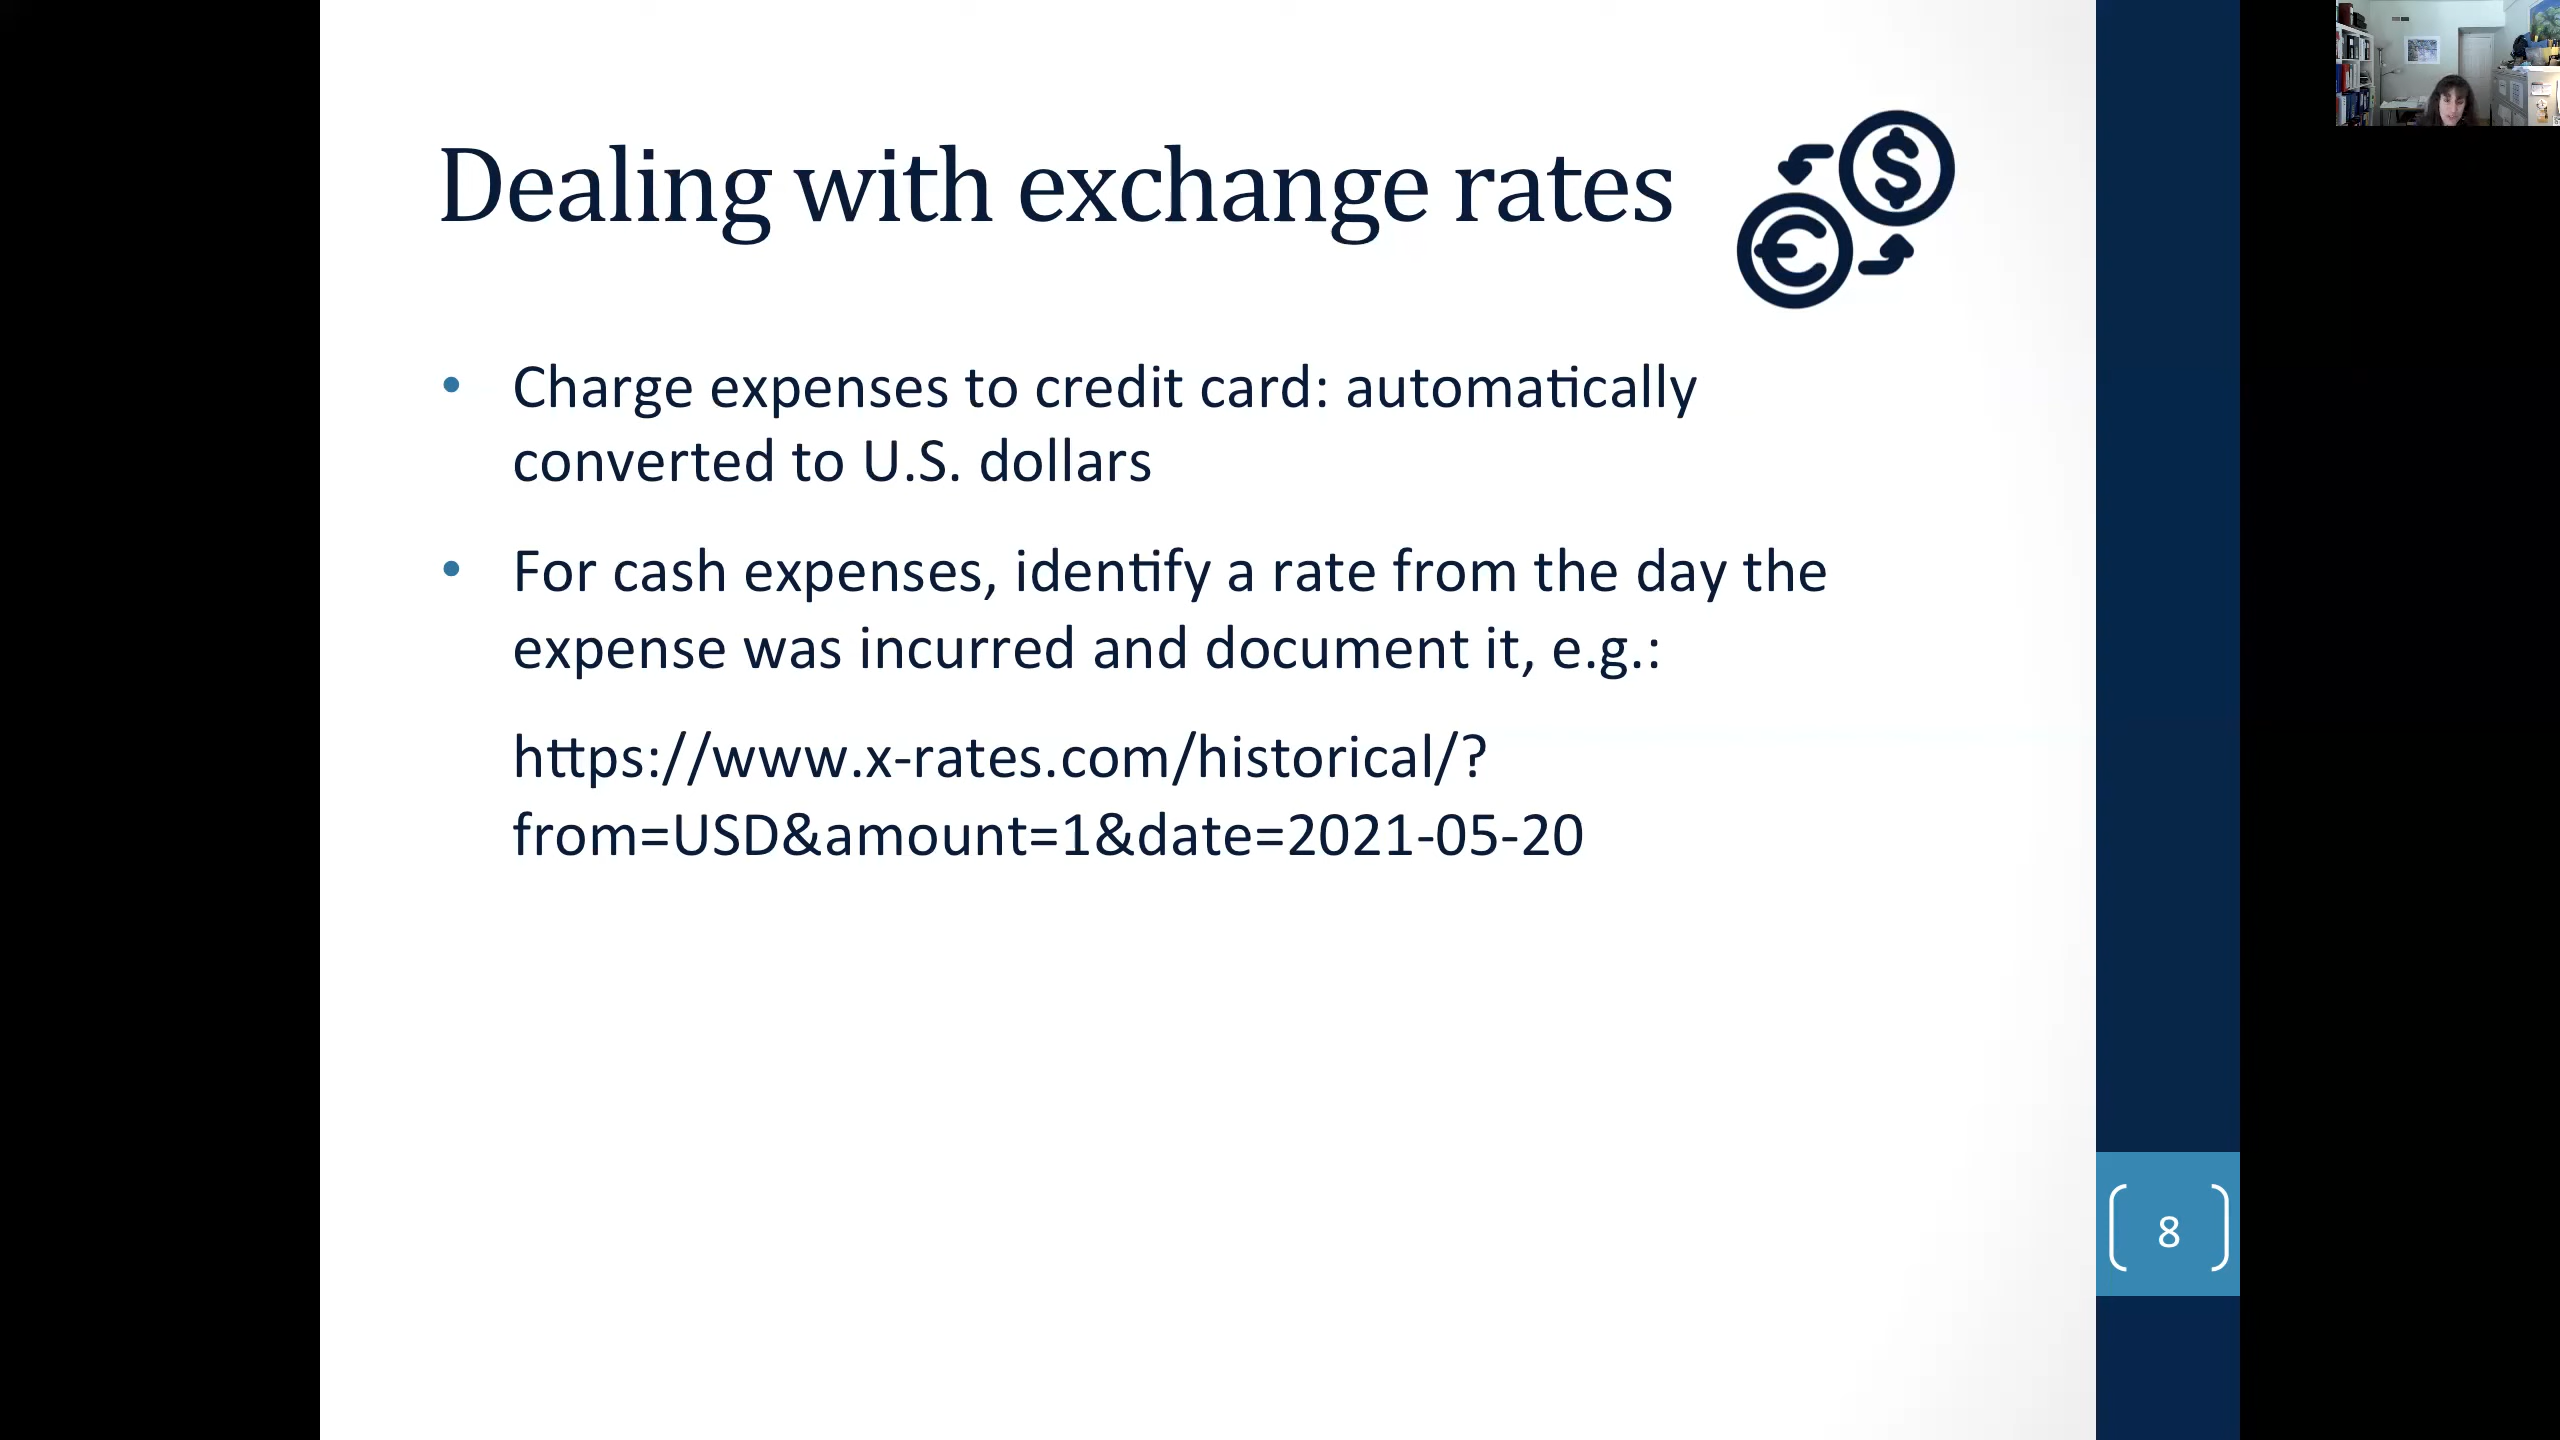 Dealing with exchange rates
$
€
• Charge expenses to credit card: automatically
converted to U.S. dollars
• For cash expenses, identify a rate from the day the
expense was incurred and document it, e.g.:
https://www.x-rates.com/historical/?
from=USD&amount=1&date=2021-05-20
8